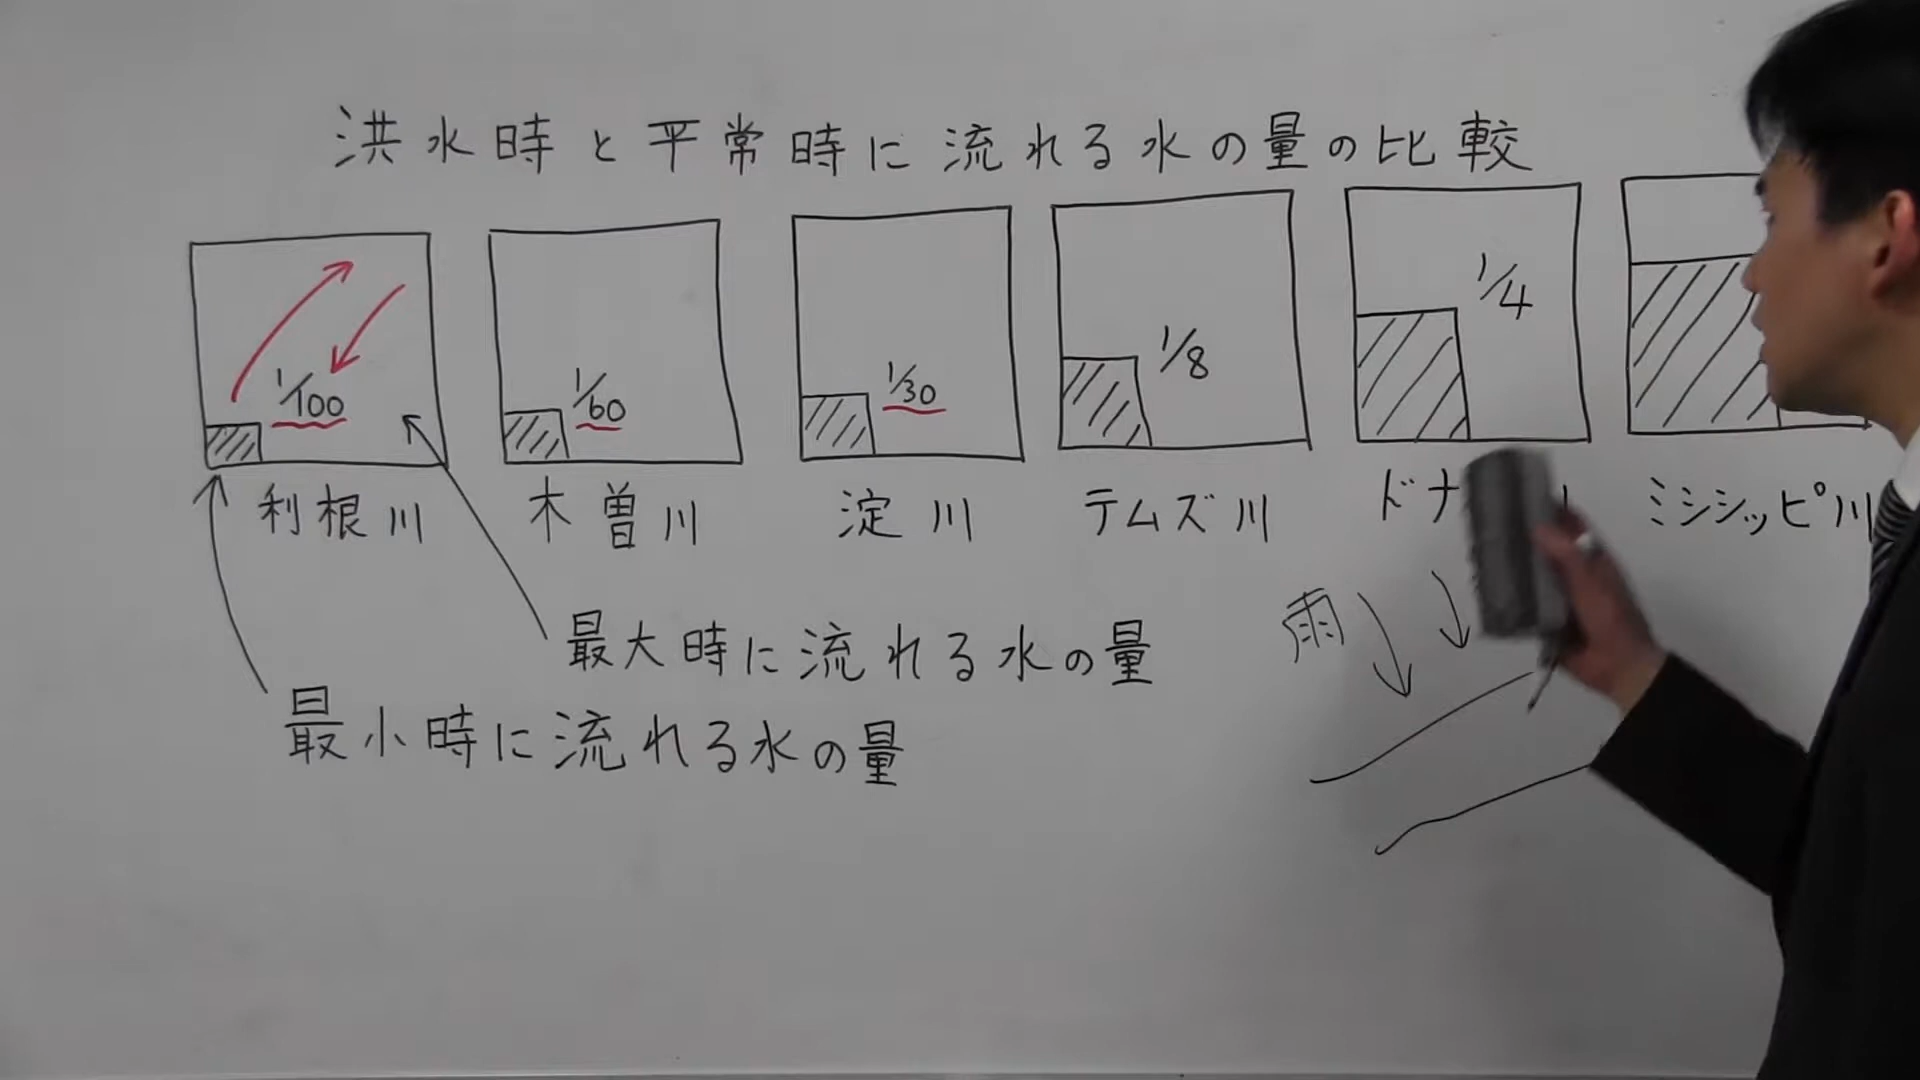 洪水時と平常時に流れる水の量の比較
1/100
1/60
1/30
1/8
1/4
利根川
木曽川
淀川
テムズ川
ドナ
ミシシッピ川
最大時に流れる水の量
最小時に流れる水の量
雨